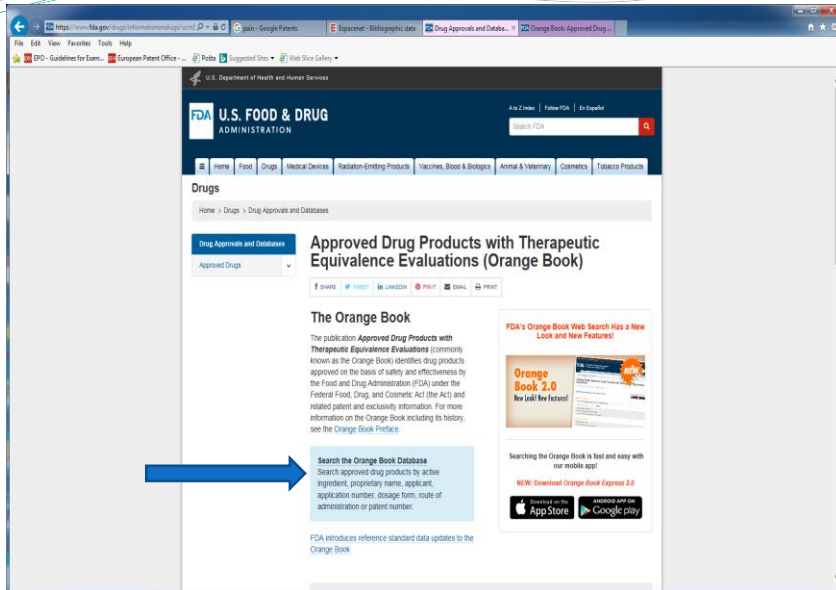 https://www.fda.gov/drugs/informationondrugs/ucm1
pain - Google Patents
Espacenet - Bibliographic data
Drug Approvals and Databa...
Orange Book: Approved Drug ...
File Edit View Favorites Tools Help
EPO - Guidelines for Exam...
European Patent Office - ...
Pošta
Suggested Sites
Web Slice Gallery
U.S. Department of Health and Human Services
A to Z Index | Follow FDA | En Español
FDA U.S. FOOD & DRUG
ADMINISTRATION
Search FDA
Home Food Drugs Medical Devices Radiation-Emitting Products Vaccines, Blood & Biologics Animal & Veterinary Cosmetics Tobacco Products
Drugs
Home > Drugs > Drug Approvals and Databases
Drug Approvals and Databases
Approved Drugs
Approved Drug Products with Therapeutic
Equivalence Evaluations (Orange Book)
SHARE TWEET LINKEDIN PIN IT EMAIL PRINT
The Orange Book
The publication Approved Drug Products with
Therapeutic Equivalence Evaluations (commonly
known as the Orange Book) identifies drug products
approved on the basis of safety and effectiveness by
the Food and Drug Administration (FDA) under the
Federal Food, Drug, and Cosmetic Act (the Act) and
related patent and exclusivity information. For more
information on the Orange Book including its history,
see the Orange Book Preface.
Search the Orange Book Database
Search approved drug products by active
ingredient, proprietary name, applicant,
application number, dosage form, route of
administration or patent number.
FDA introduces reference standard data updates to the
Orange Book
FDA's Orange Book Web Search Has a New
Look and New Features!
Orange
Book 2.0
New Look! New Features!
NEW
Searching the Orange Book is fast and easy with
our mobile app!
NEW: Download Orange Book Express 2.0
Download on the
App Store
ANDROID APP ON
Google play